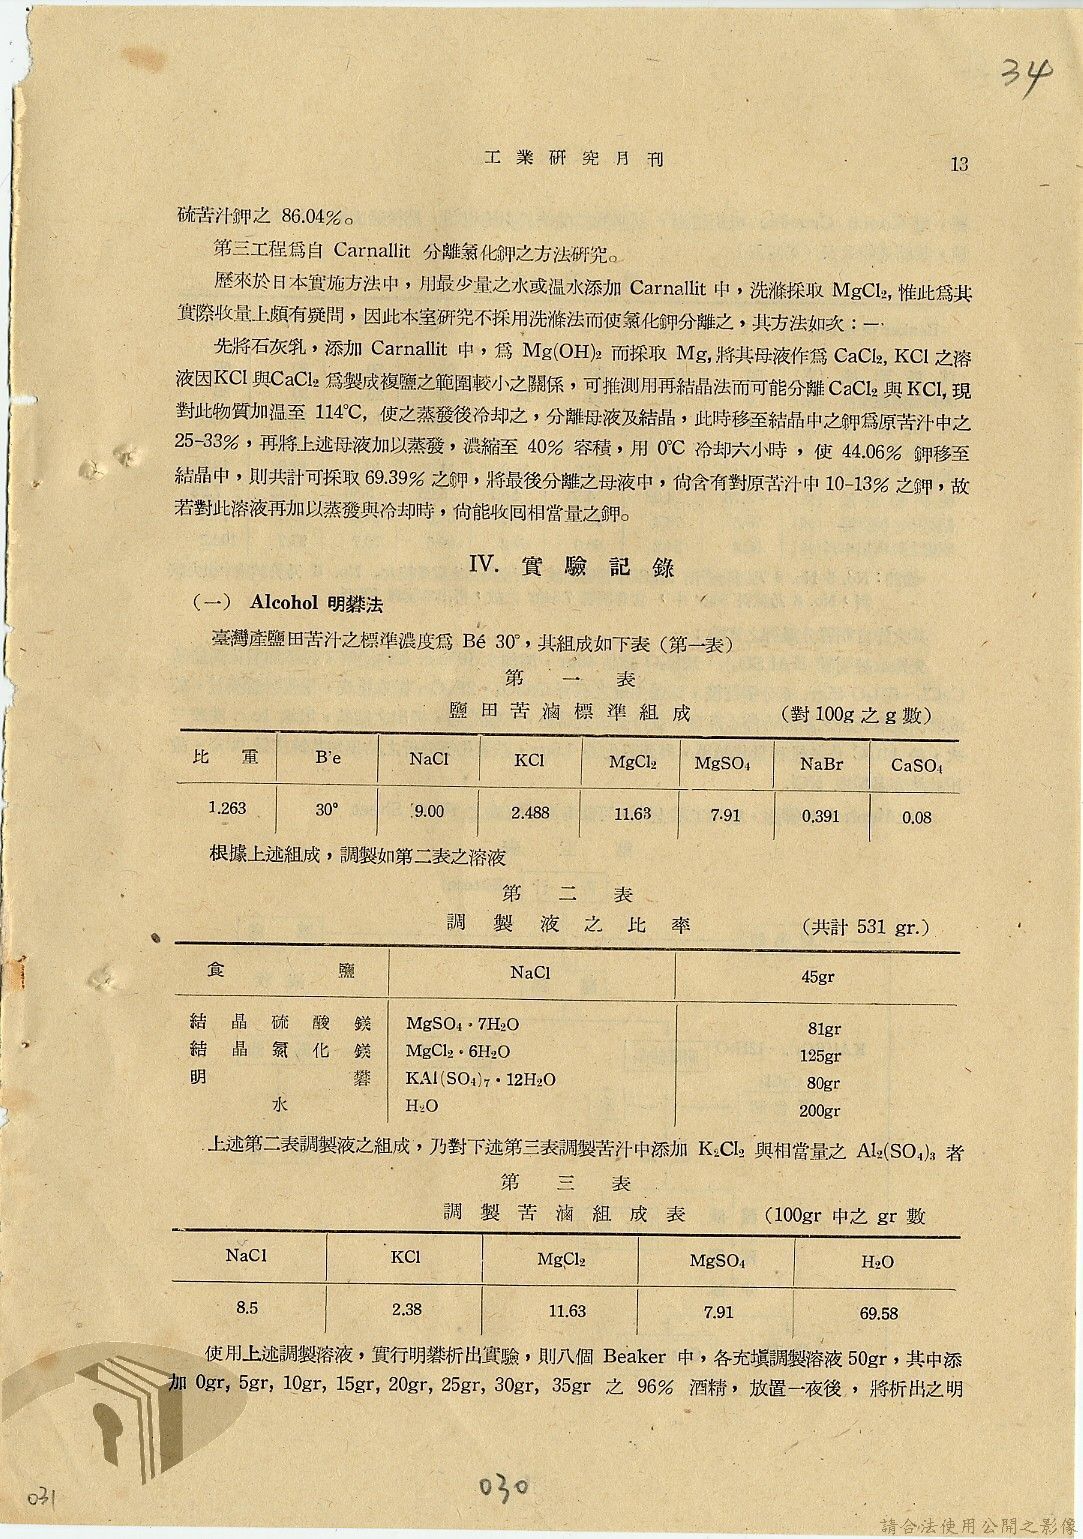 34
工業研究月刊 13
硫苦汁鉀之 86.04%。
第三工程爲自 Carnallit 分離氯化鉀之方法研究。
歷來於日本實施方法中，用最少量之水或温水添加 Carnallit 中，洗滌採取 MgCl₂, 惟此爲其
實際收量上頗有疑問，因此本室研究不採用洗滌法而使氯化鉀分離之，其方法如次：—
先將石灰乳，添加 Carnallit 中，爲 Mg(OH)₂ 而採取 Mg, 將其母液作爲 CaCl₂, KCl 之溶
液因KCl 與CaCl₂ 爲製成複鹽之範圍較小之關係，可推測用再結晶法而可能分離 CaCl₂ 與 KCl, 現
對此物質加温至 114°C, 使之蒸發後冷却之，分離母液及結晶，此時移至結晶中之鉀爲原苦汁中之
25-33%，再將上述母液加以蒸發，濃縮至 40% 容積，用 0°C 冷却六小時，使 44.06% 鉀移至
結晶中，則共計可採取 69.39% 之鉀，將最後分離之母液中，尙含有對原苦汁中 10-13% 之鉀，故
若對此溶液再加以蒸發與冷却時，尙能收回相當量之鉀。
IV. 實驗記錄
(一) Alcohol 明礬法
臺灣產鹽田苦汁之標準濃度爲 Bé 30°，其組成如下表（第一表）
第一表
鹽田苦滷標準組成 (對 100g 之 g 數)
比重 B'e NaCl KCl MgCl₂ MgSO₄ NaBr CaSO₄
1.263 30° 9.00 2.488 11.63 7.91 0.391 0.08
根據上述組成，調製如第二表之溶液
第二表
調製液之比率 (共計 531 gr.)
食鹽 NaCl 45gr
結晶硫酸鎂 MgSO₄・7H₂O 81gr
結晶氯化鎂 MgCl₂・6H₂O 125gr
明礬 KAl(SO₄)₇・12H₂O 80gr
水 H₂O 200gr
上述第二表調製液之組成，乃對下述第三表調製苦汁中添加 K₂Cl₂ 與相當量之 Al₂(SO₄)₃ 者
第三表
調製苦滷組成表 (100gr 中之 gr 數
NaCl KCl MgCl₂ MgSO₄ H₂O
8.5 2.38 11.63 7.91 69.58
使用上述調製溶液，實行明礬析出實驗，則八個 Beaker 中，各充塡調製溶液 50gr，其中添
加 0gr, 5gr, 10gr, 15gr, 20gr, 25gr, 30gr, 35gr 之 96% 酒精，放置一夜後，將析出之明
030
031
請合法使用公開之影像